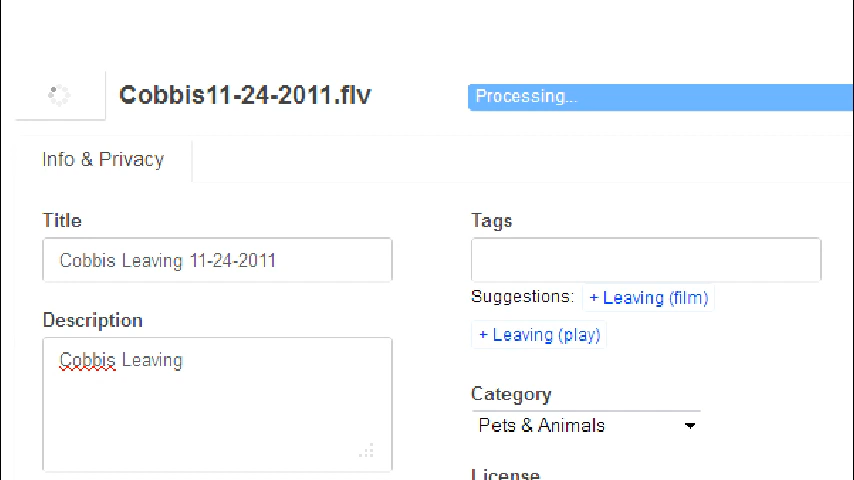 Cobbis11-24-2011.flv
Processing...
Info & Privacy
Title
Cobbis Leaving 11-24-2011
Description
Cobbis Leaving
Tags
Suggestions: + Leaving (film)
+ Leaving (play)
Category
Pets & Animals
License